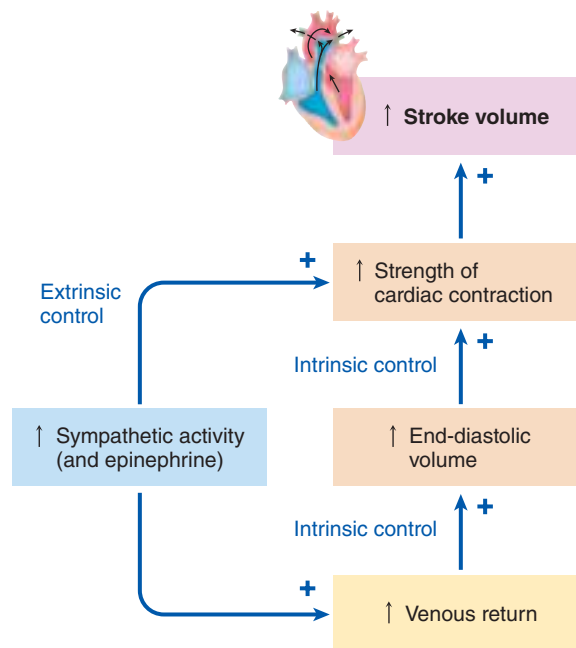 ↑ Stroke volume
+
+
↑ Strength of
cardiac contraction
Extrinsic
control
+
Intrinsic control
↑ Sympathetic activity
(and epinephrine)
↑ End-diastolic
volume
Intrinsic control
+
+
↑ Venous return